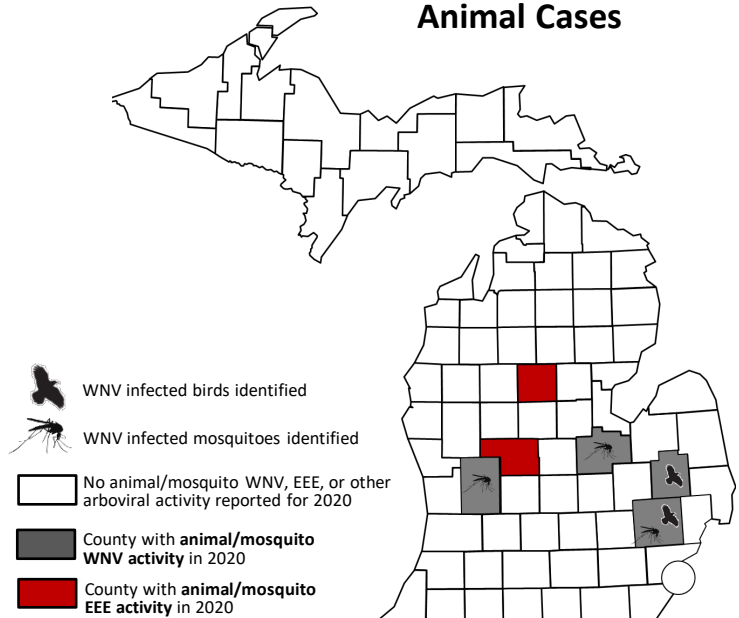 Animal Cases
WNV infected birds identified
WNV infected mosquitoes identified
No animal/mosquito WNV, EEE, or other
arboviral activity reported for 2020
County with animal/mosquito
WNV activity in 2020
County with animal/mosquito
EEE activity in 2020